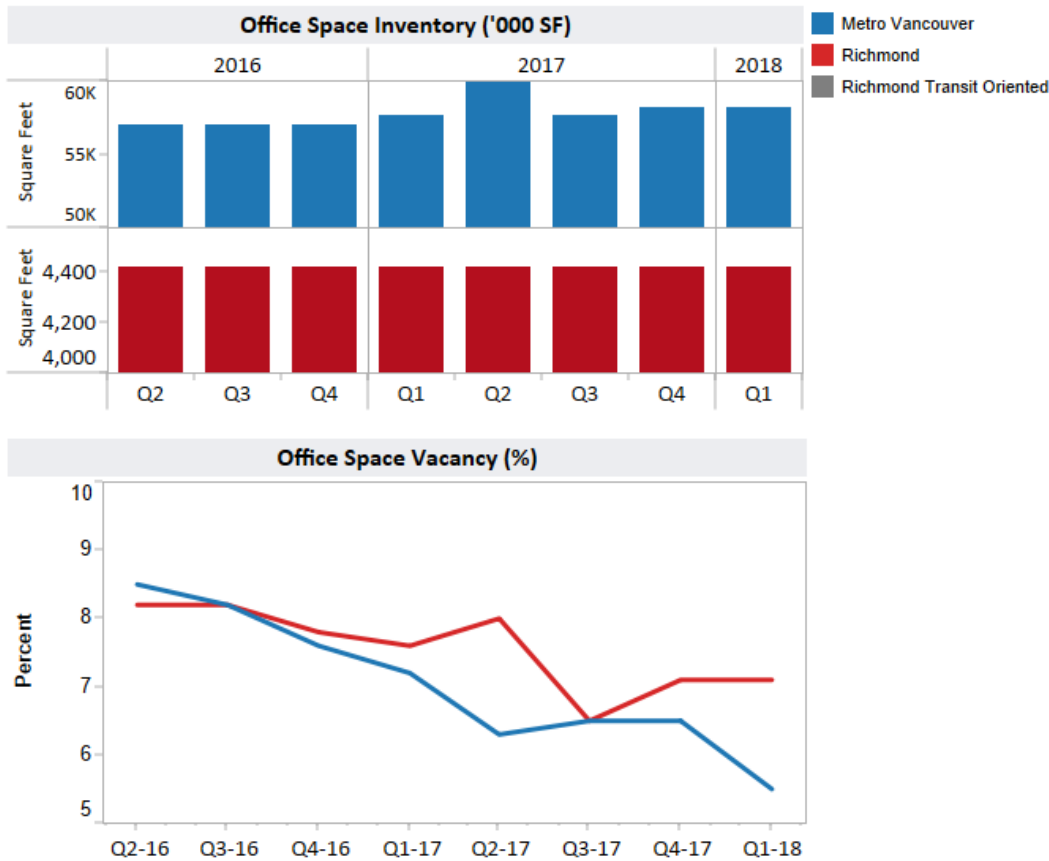 Office Space Inventory ('000 SF)
Metro Vancouver
Richmond
Richmond Transit Oriented
2016 2017 2018
Square Feet
60K
55K
50K
Square Feet
4,400
4,200
4,000
Q2 Q3 Q4 Q1 Q2 Q3 Q4 Q1
Office Space Vacancy (%)
Percent
10
9
8
7
6
5
Q2-16 Q3-16 Q4-16 Q1-17 Q2-17 Q3-17 Q4-17 Q1-18